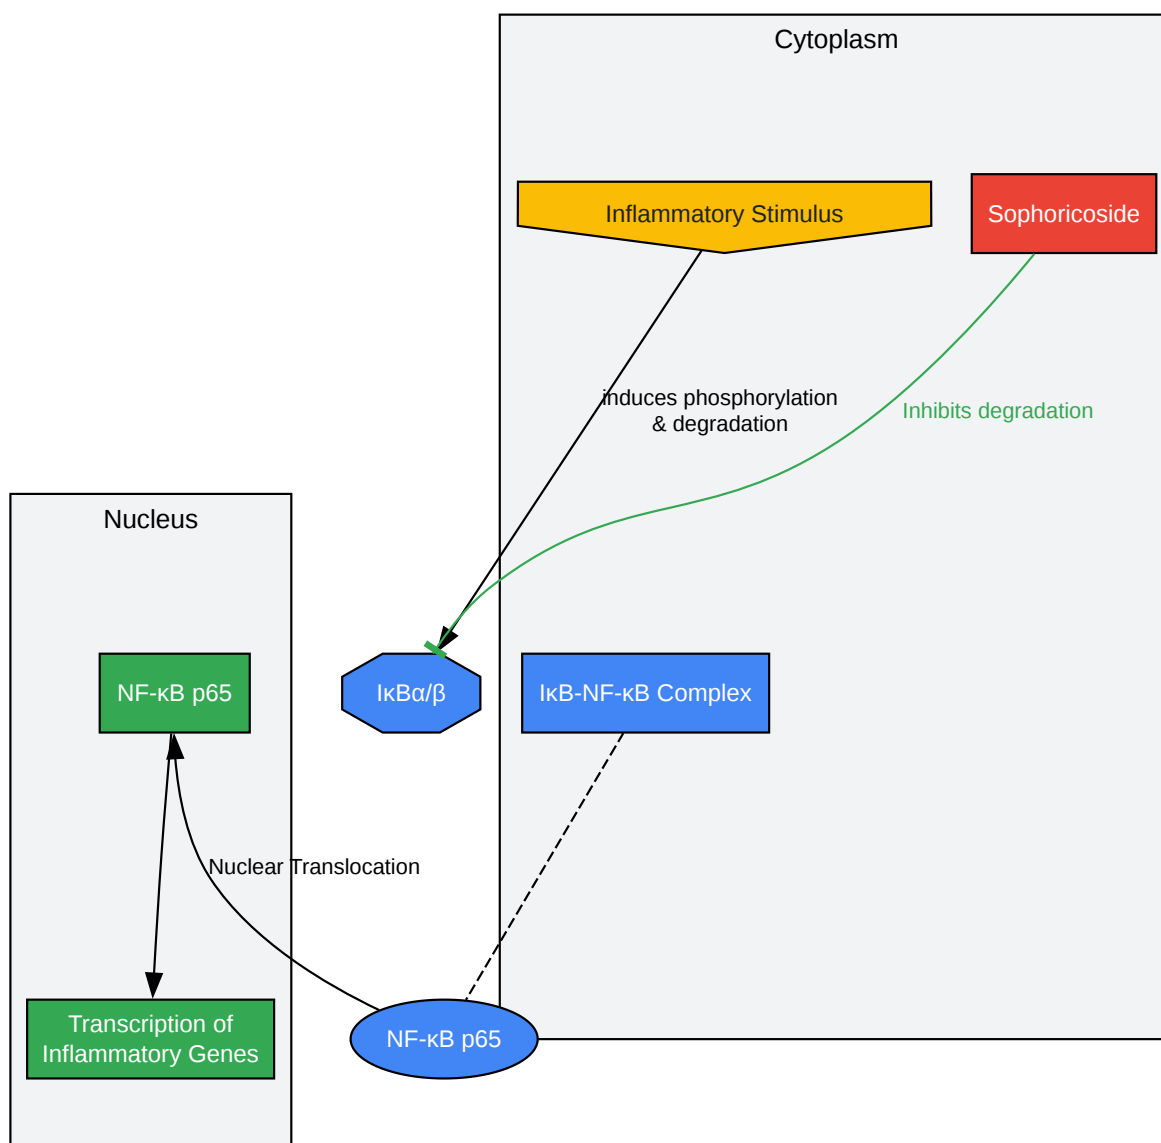 Cytoplasm
Inflammatory Stimulus
Sophoricoside
induces phosphorylation
& degradation
Inhibits degradation
Nucleus
NF-κB p65
IκBα/β
IκB-NF-κB Complex
Nuclear Translocation
Transcription of
Inflammatory Genes
NF-κB p65